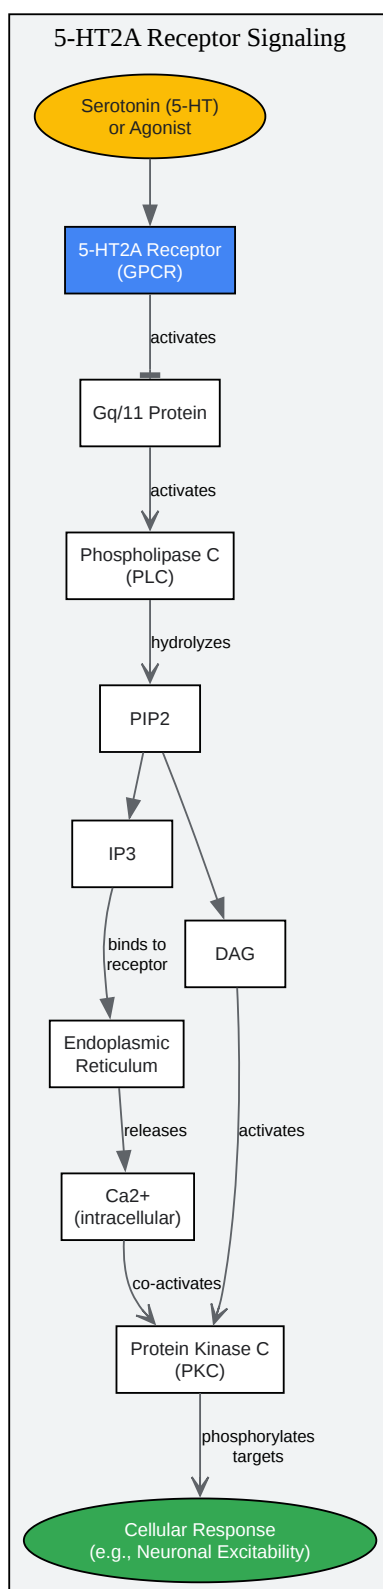 5-HT2A Receptor Signaling
Serotonin (5-HT)
or Agonist
5-HT2A Receptor
(GPCR)
activates
Gq/11 Protein
activates
Phospholipase C
(PLC)
hydrolyzes
PIP2
IP3
DAG
binds to
receptor
Endoplasmic
Reticulum
releases
activates
Ca2+
(intracellular)
co-activates
Protein Kinase C
(PKC)
phosphorylates
targets
Cellular Response
(e.g., Neuronal Excitability)